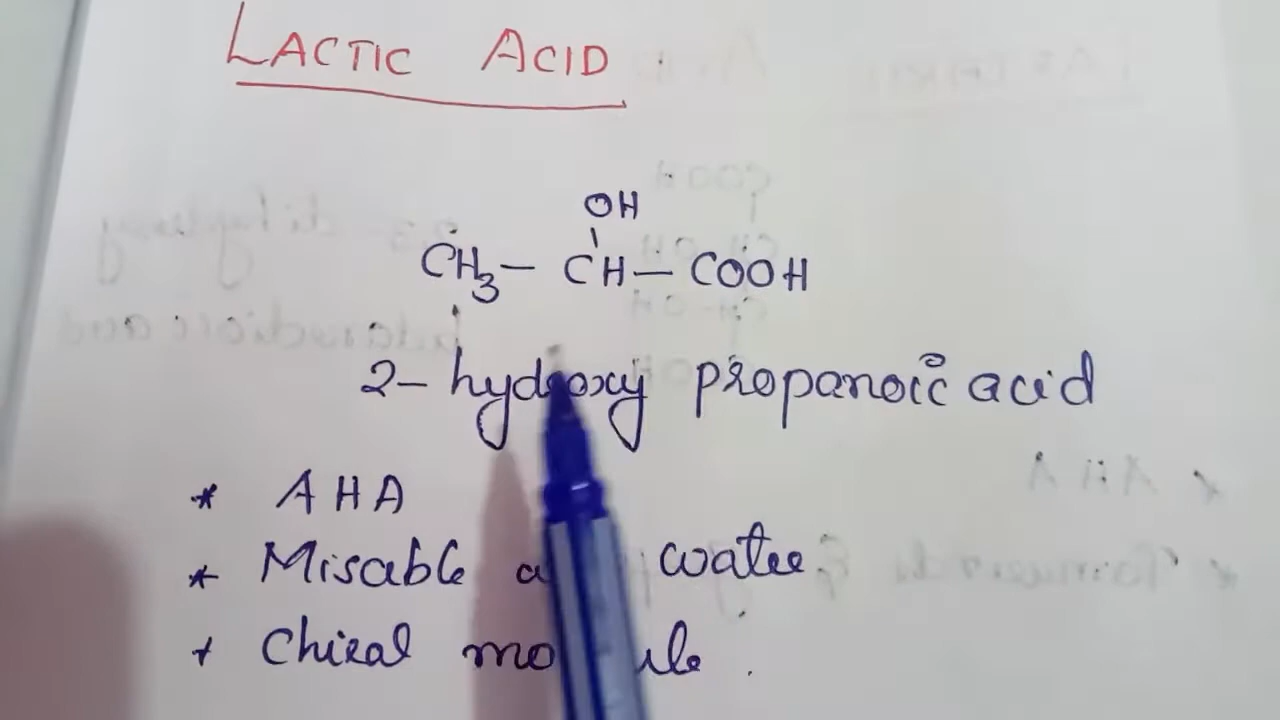 LACTIC ACID
OH
CH3 - CH - COOH
2- hydroxy propanoic acid
* AHA
* Misable water
+ Chiral